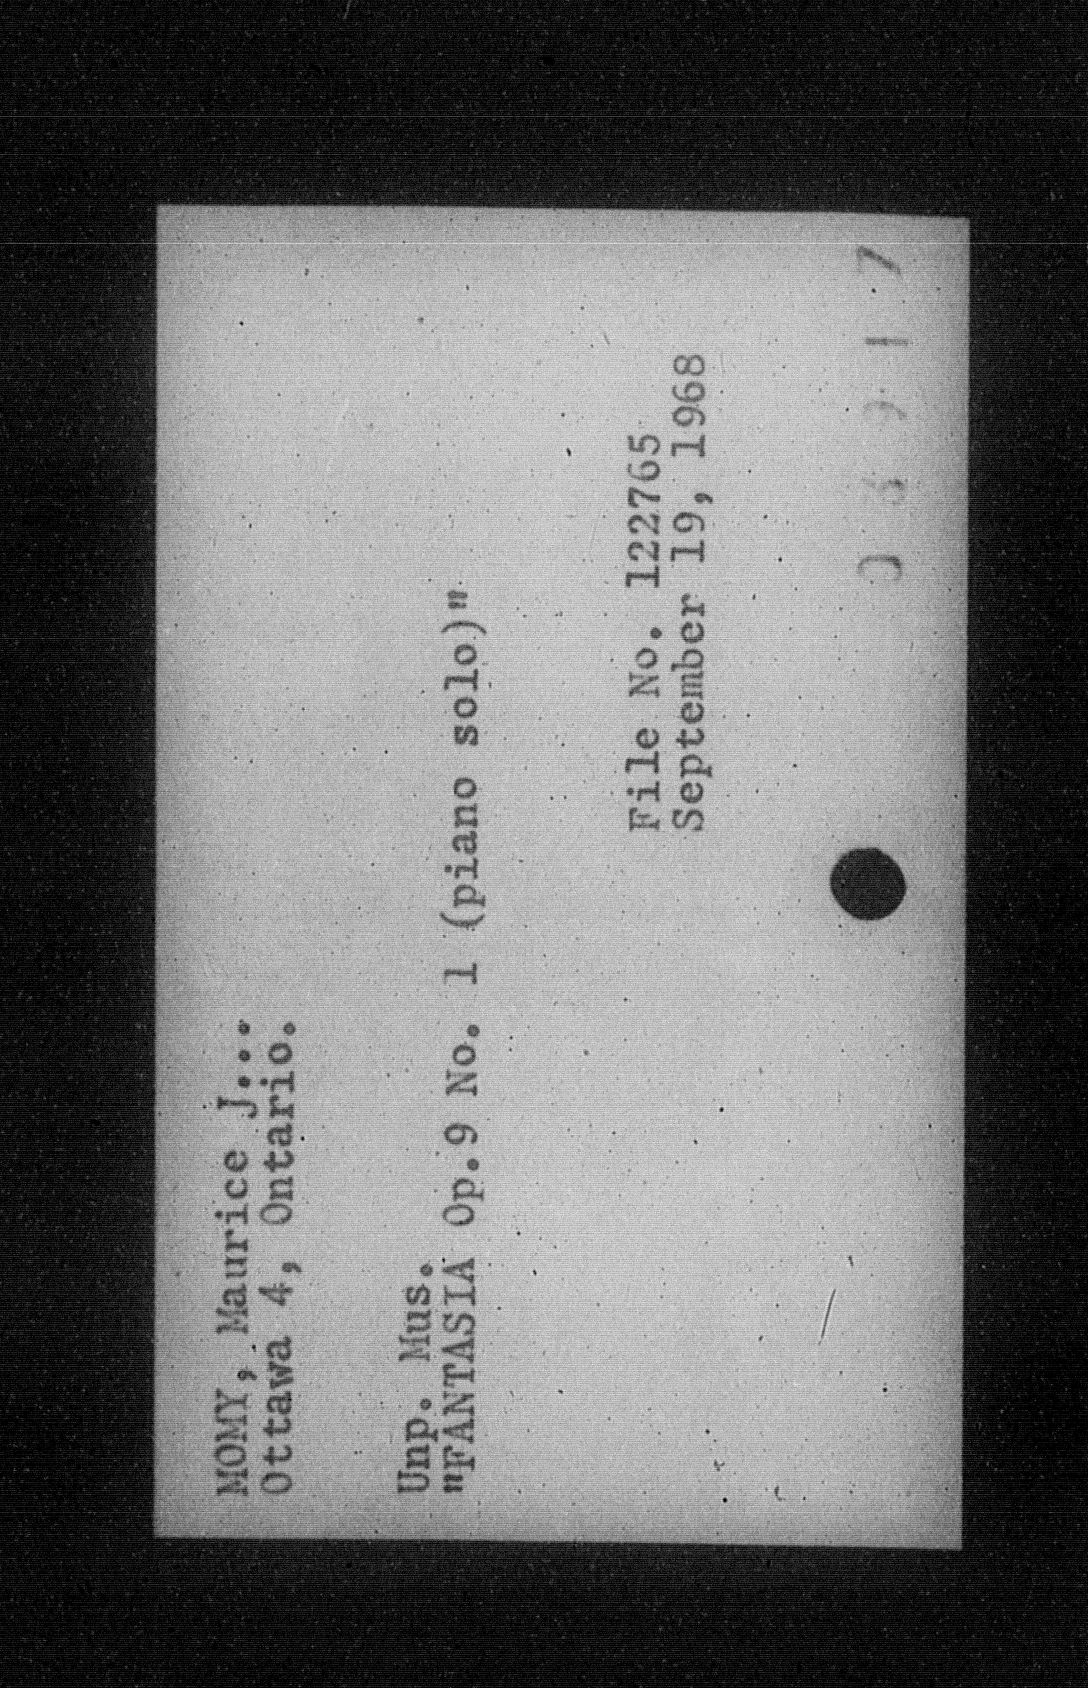 MOMY, Maurice J...
Ottawa 4, Ontario.
Unp. Mus.
"FANTASIA Op.9 No. 1 (piano solo)"
File No. 122765
September 19, 1968